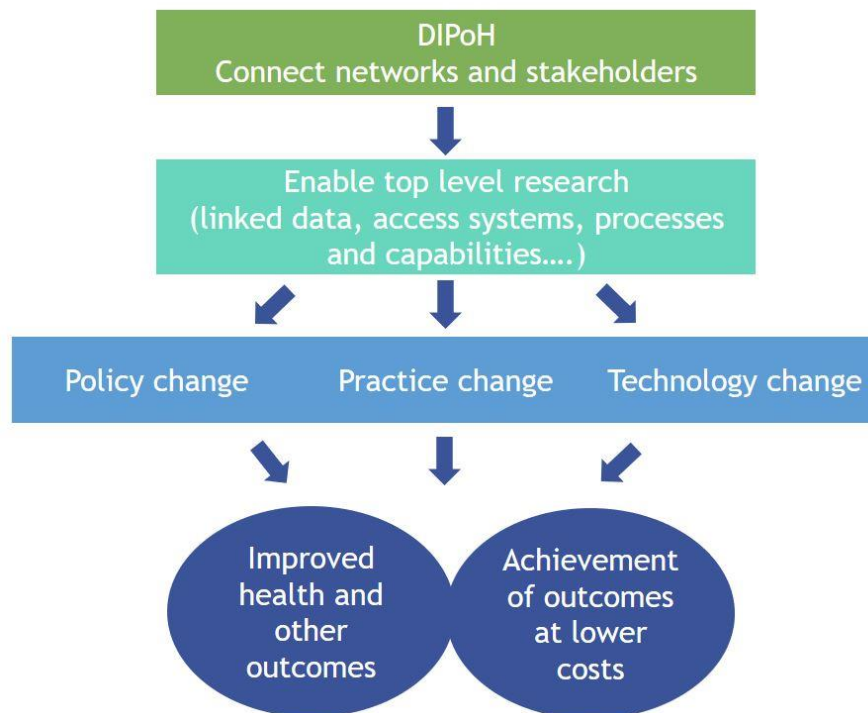 DIPoH
Connect networks and stakeholders
Enable top level research
(linked data, access systems, processes
and capabilities....)
Policy change
Practice change
Technology change
Improved
health and
other
outcomes
Achievement
of outcomes
at lower
costs